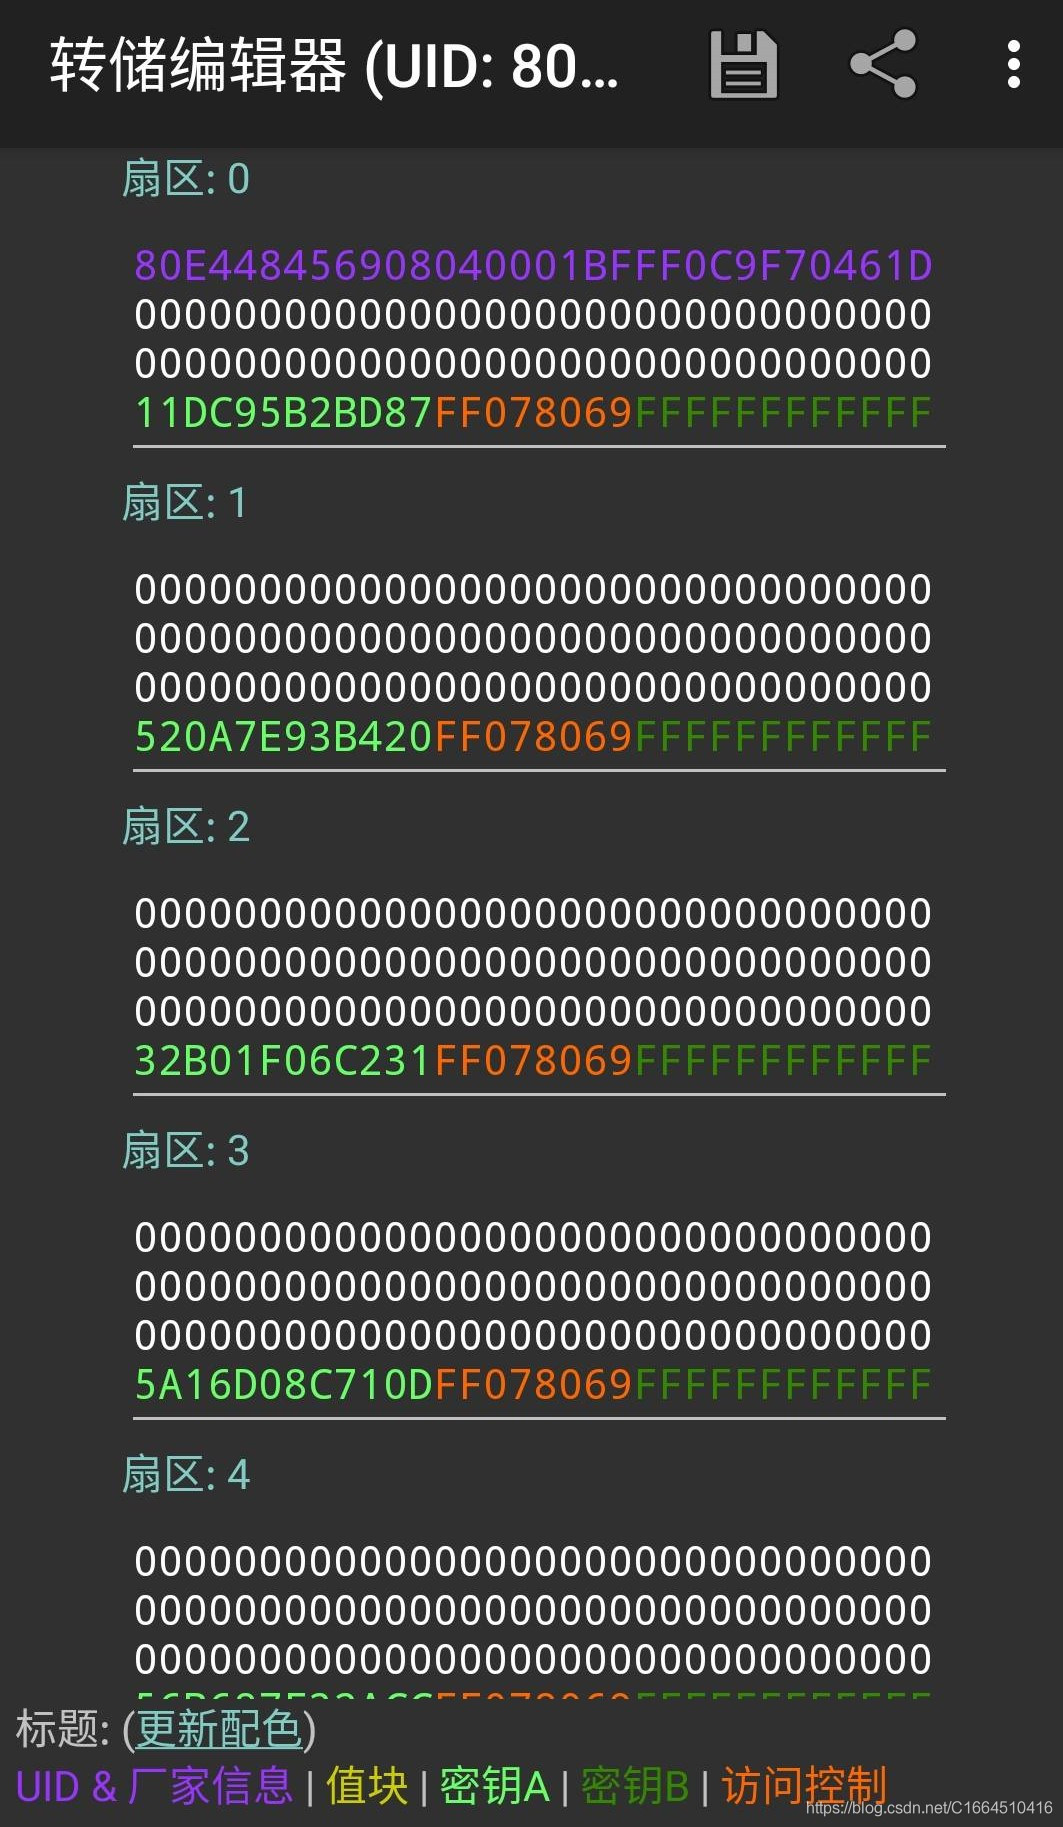 转储编辑器 (UID: 80...
扇区: 0
80E448456908040001BFFF0C9F70461D
00000000000000000000000000000000
00000000000000000000000000000000
11DC95B2BD87FF078069FFFFFFFFFFFF
扇区: 1
00000000000000000000000000000000
00000000000000000000000000000000
00000000000000000000000000000000
520A7E93B420FF078069FFFFFFFFFFFF
扇区: 2
00000000000000000000000000000000
00000000000000000000000000000000
00000000000000000000000000000000
32B01F06C231FF078069FFFFFFFFFFFF
扇区: 3
00000000000000000000000000000000
00000000000000000000000000000000
00000000000000000000000000000000
5A16D08C710DFF078069FFFFFFFFFFFF
扇区: 4
00000000000000000000000000000000
00000000000000000000000000000000
00000000000000000000000000000000
标题: (更新配色)
UID & 厂家信息 | 值块 | 密钥A | 密钥B | 访问控制
https://blog.csdn.net/C1664510416